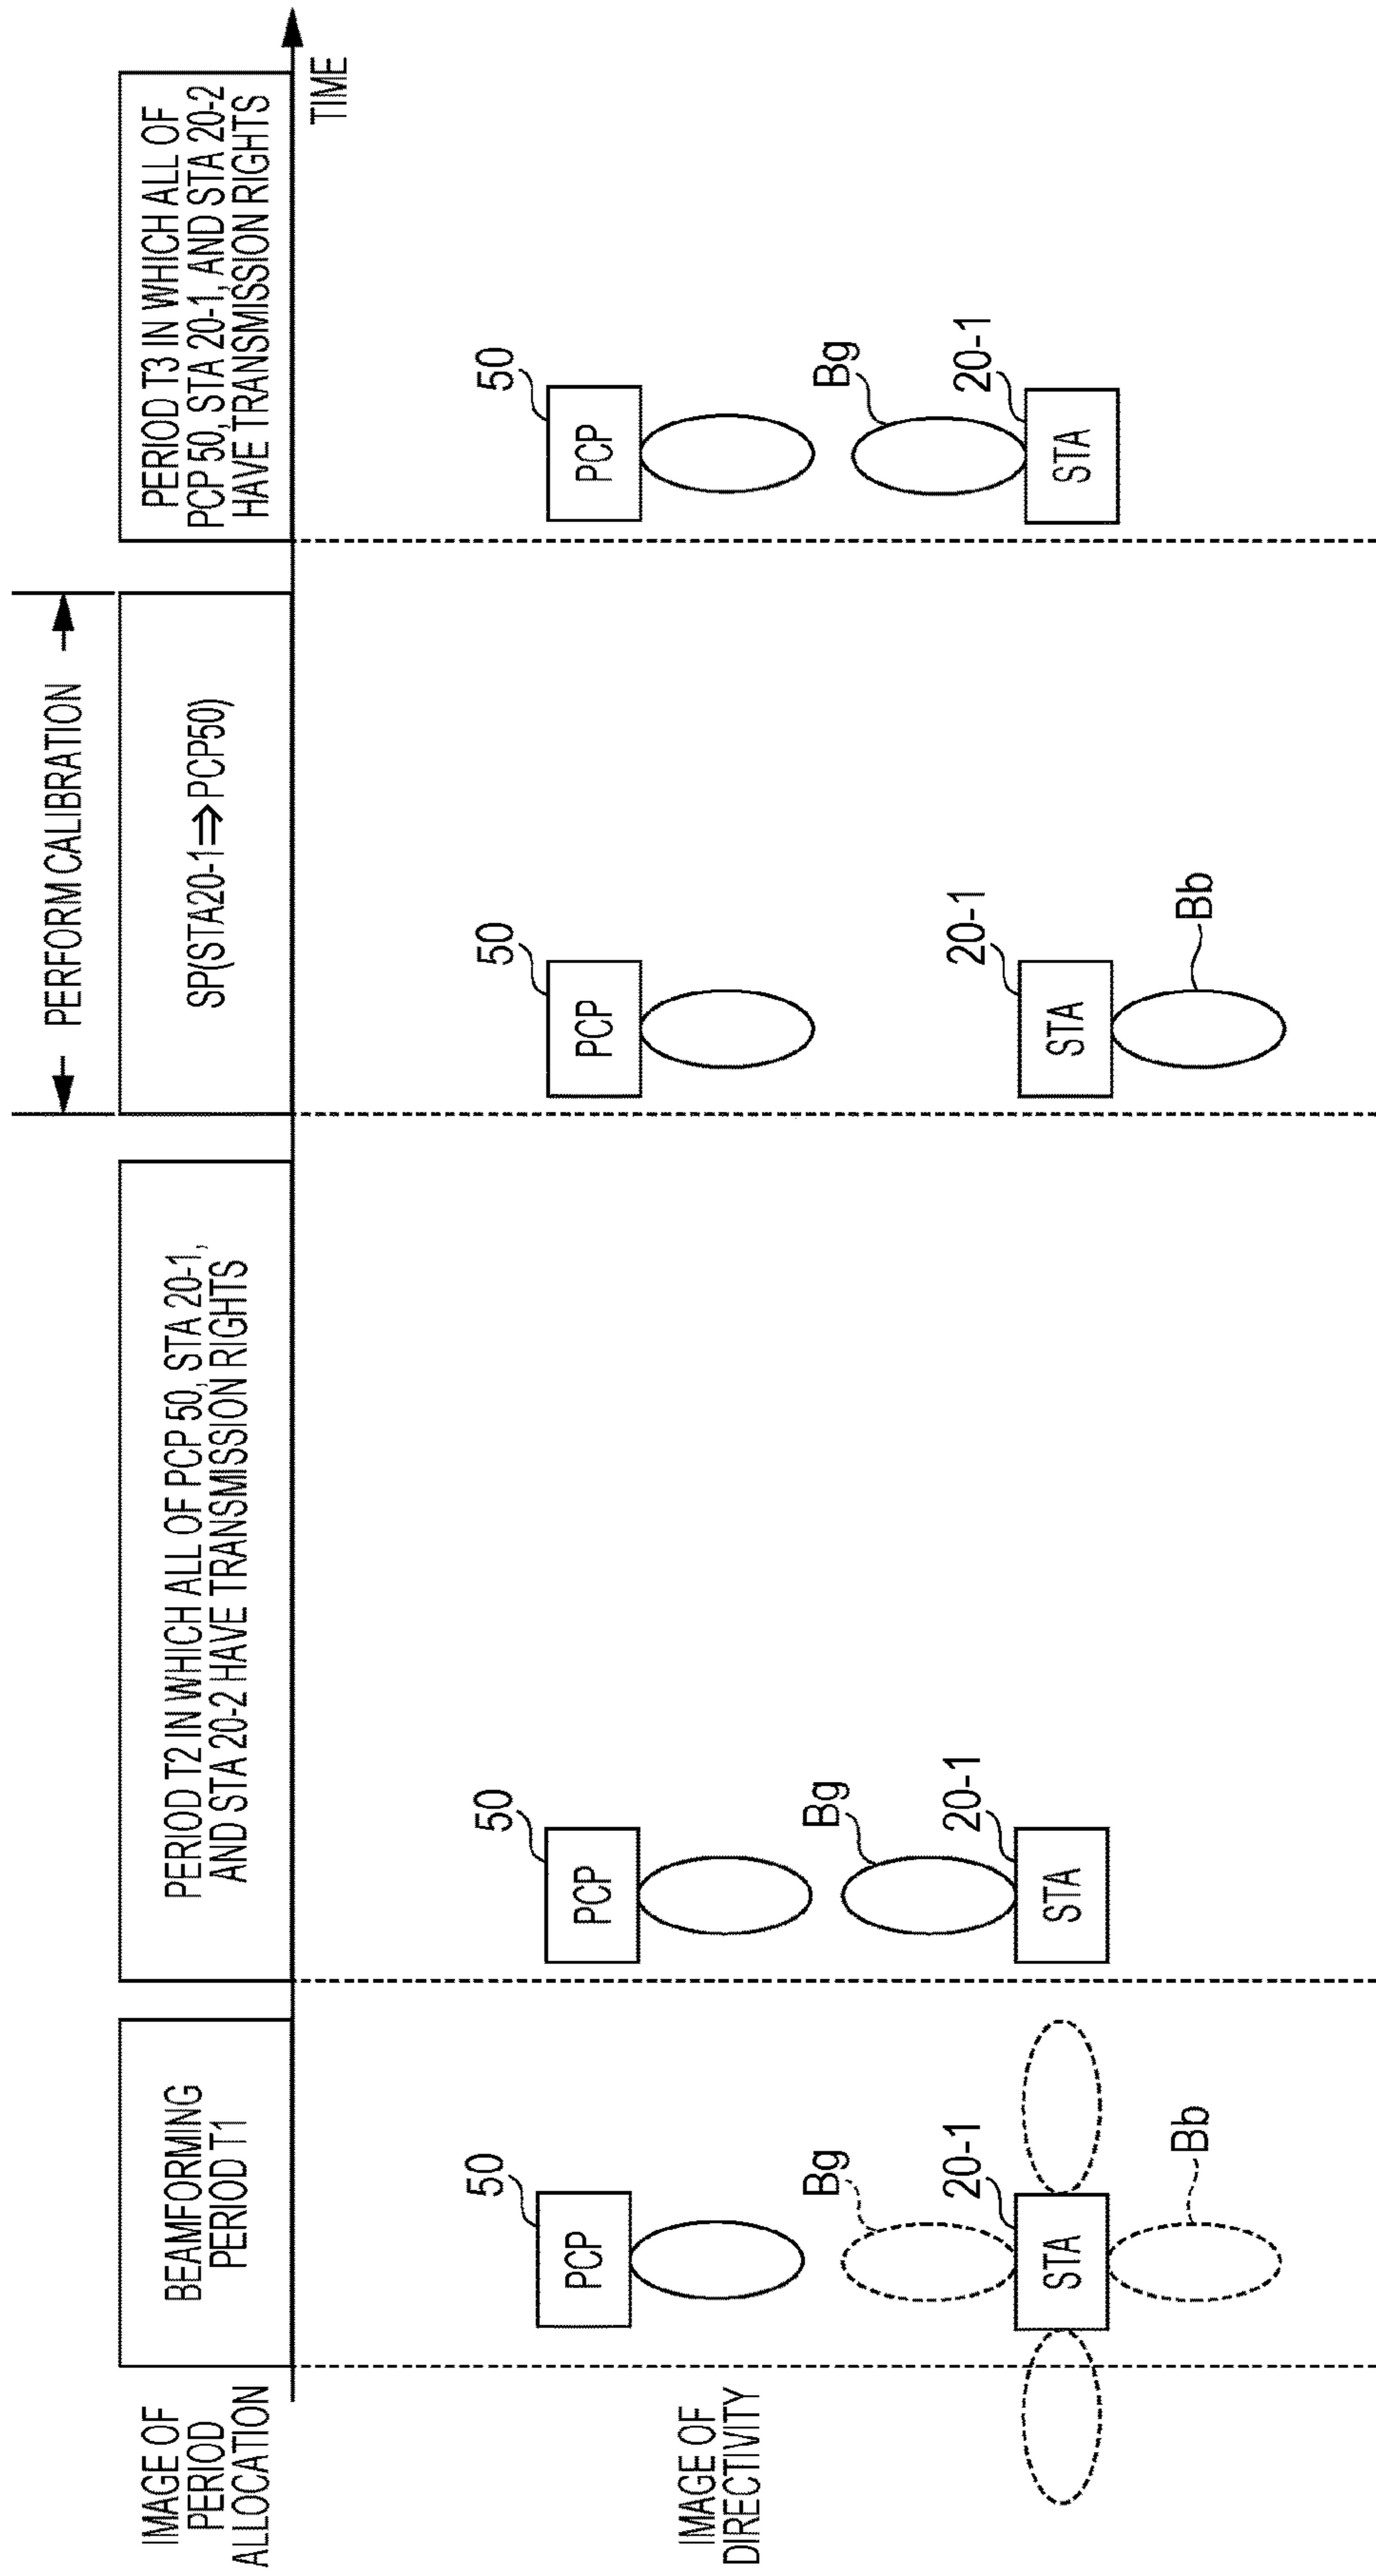 PERFORM CALIBRATION
IMAGE OF
PERIOD
ALLOCATION
BEAMFORMING
PERIOD T1
PERIOD T2 IN WHICH ALL OF PCP 50, STA 20-1,
AND STA 20-2 HAVE TRANSMISSION RIGHTS
SP(STA20-1⇒PCP50)
PERIOD T3 IN WHICH ALL OF
PCP 50, STA 20-1, AND STA 20-2
HAVE TRANSMISSION RIGHTS
TIME
IMAGE OF
DIRECTIVITY
50
PCP
Bg
20-1
STA
Bb
50
PCP
Bg
20-1
STA
50
PCP
20-1
STA
Bb
50
PCP
Bg
20-1
STA